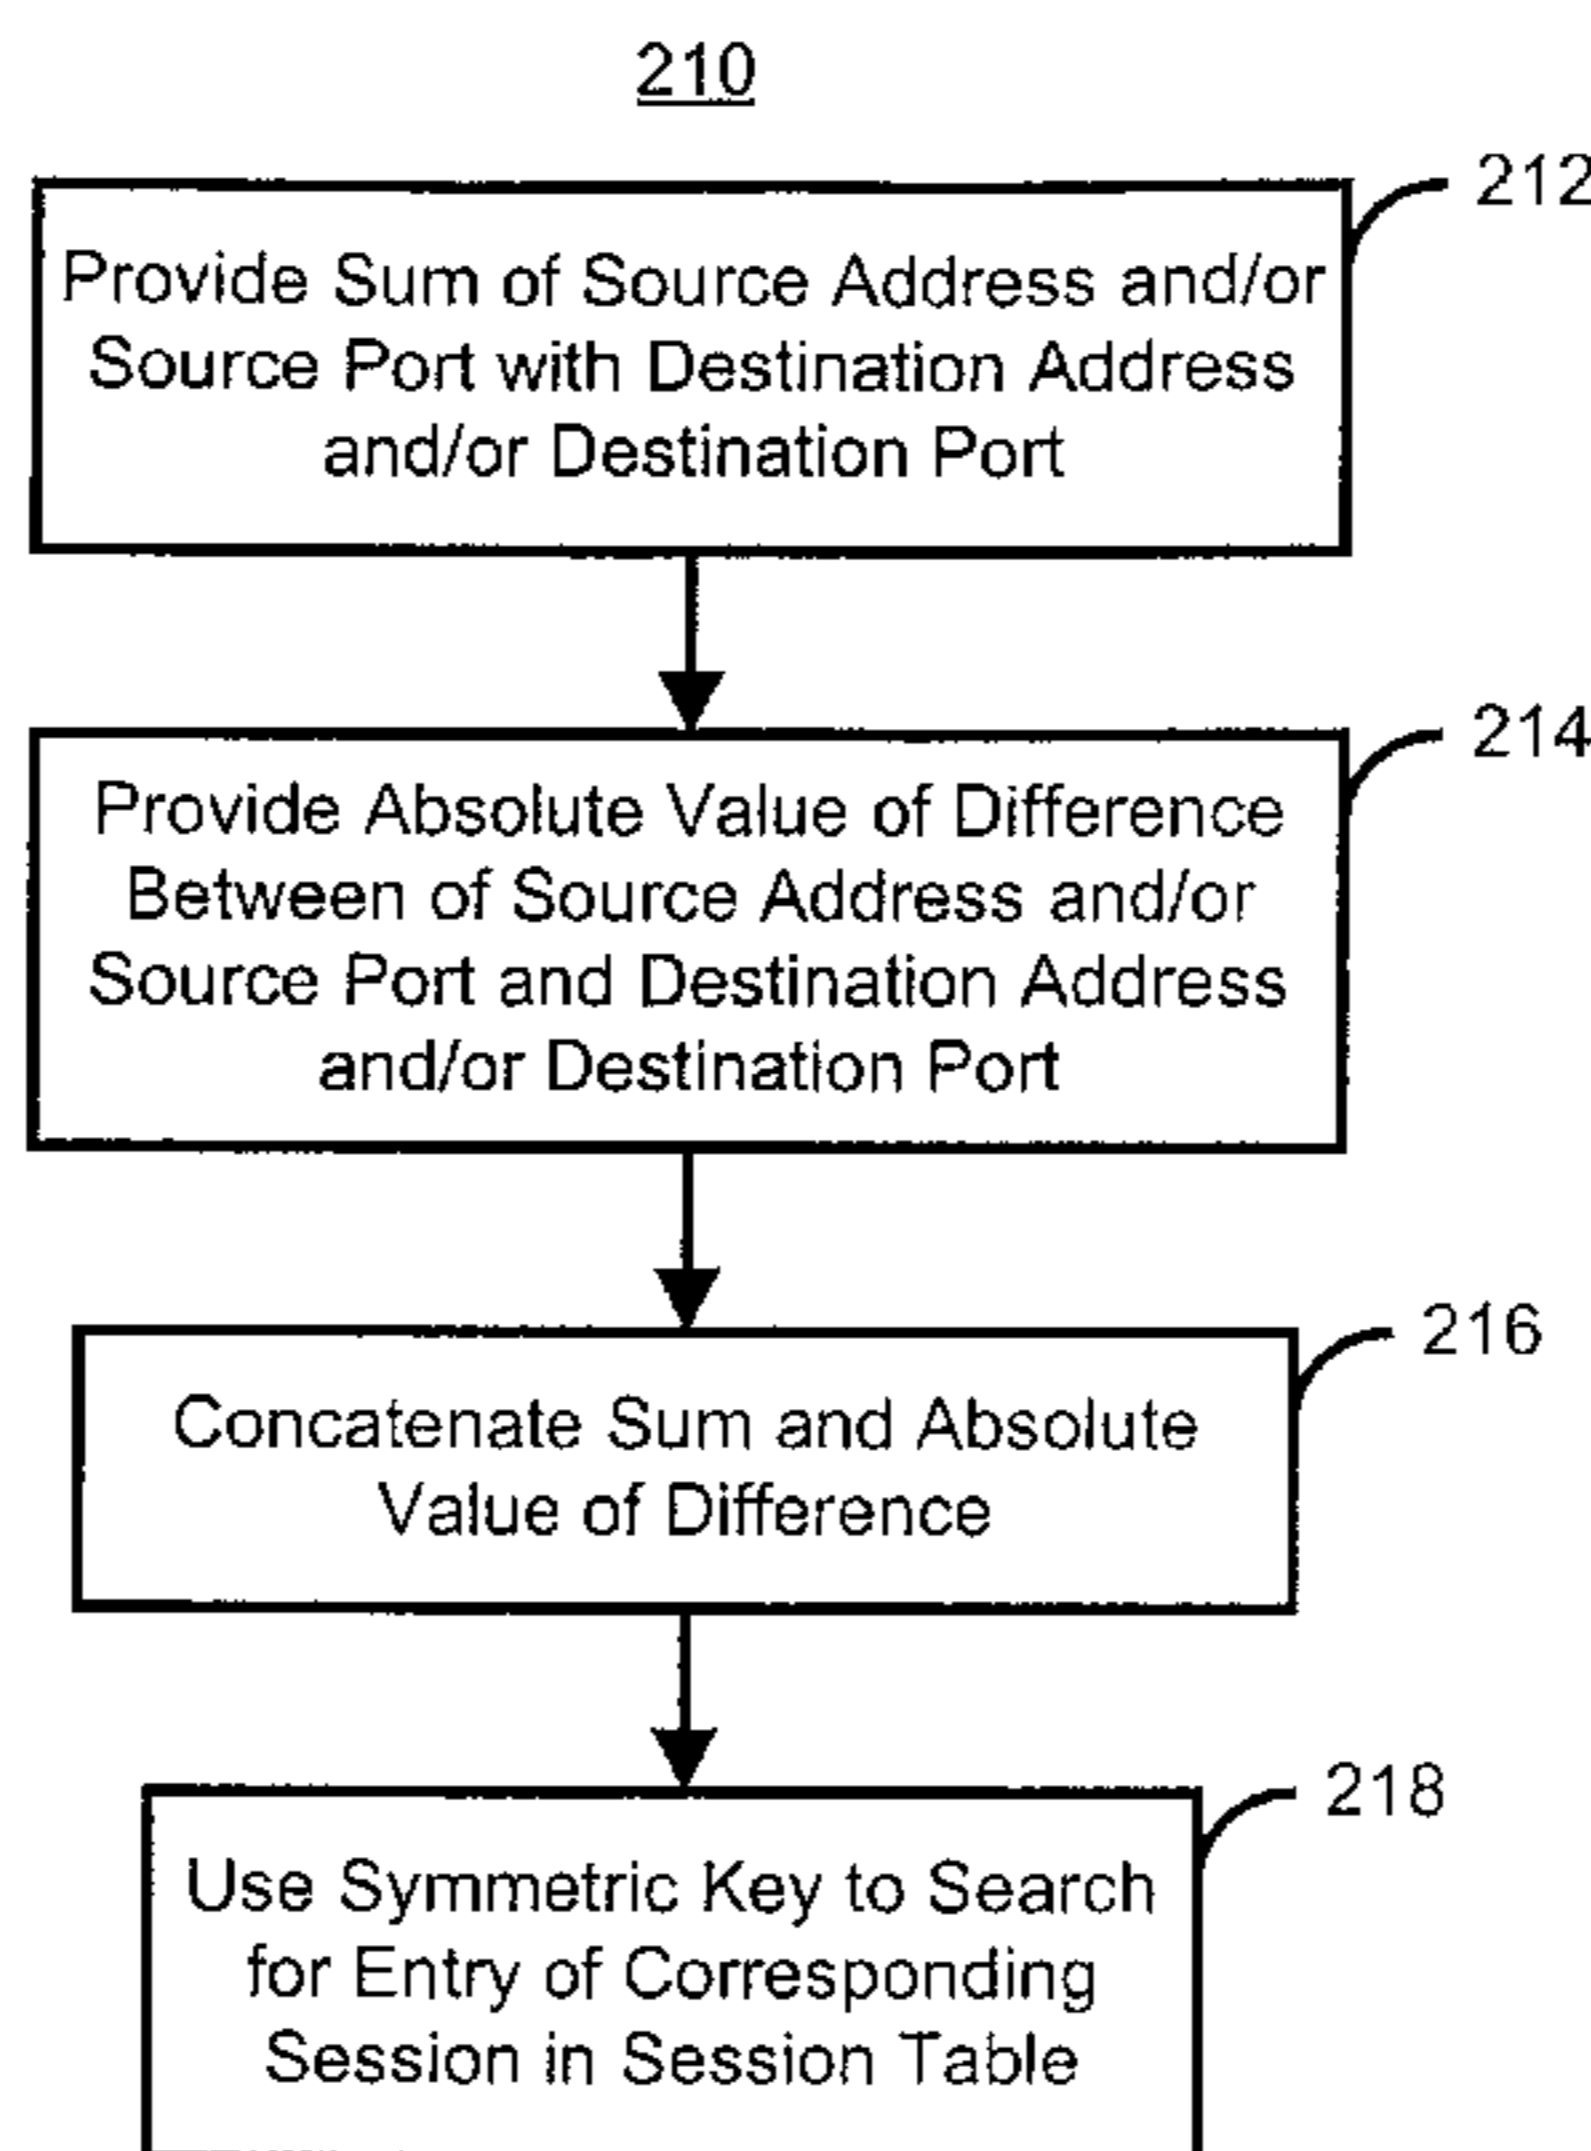 210
212
Provide Sum of Source Address and/or
Source Port with Destination Address
and/or Destination Port
214
Provide Absolute Value of Difference
Between of Source Address and/or
Source Port and Destination Address
and/or Destination Port
216
Concatenate Sum and Absolute
Value of Difference
218
Use Symmetric Key to Search
for Entry of Corresponding
Session in Session Table